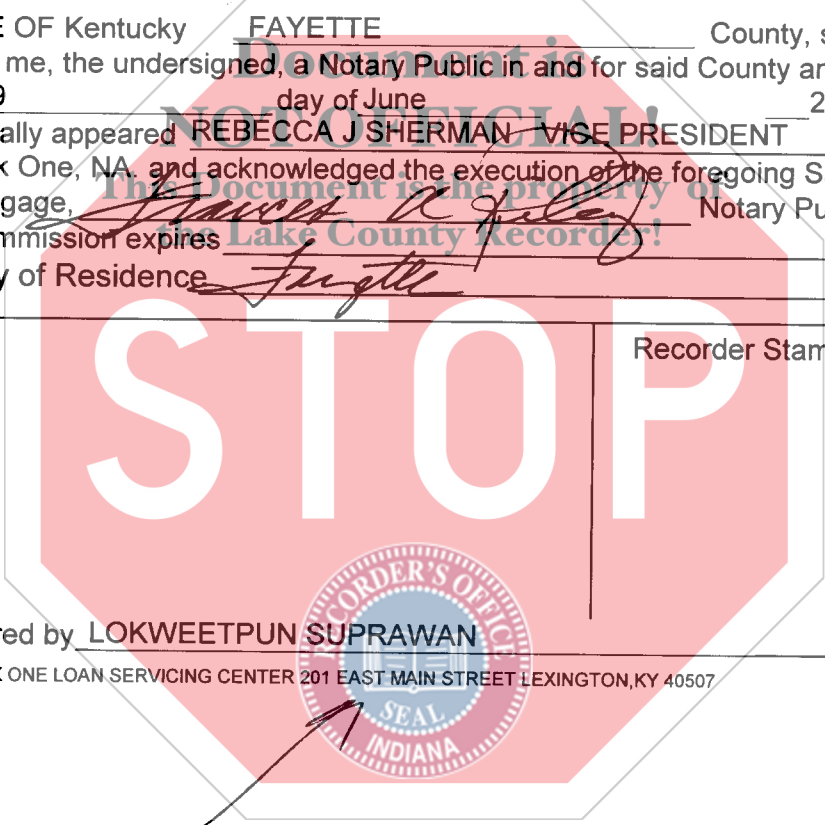 E OF Kentucky FAYETTE County, s
Document is
me, the undersigned, a Notary Public in and for said County an
9 day of June 2
NOT OFFICIAL!
ally appeared REBECCA J SHERMAN VISE PRESIDENT
k One, NA. and acknowledged the execution of the foregoing S
This Document is the property of
gage, Frances A Notary Pu
the Lake County Recorder!
mmission expires
y of Residence
STOP
Recorder Stam
RECORDER'S OFFICE
SEAL
INDIANA
red by LOKWEETPUN SUPRAWAN
K ONE LOAN SERVICING CENTER 201 EAST MAIN STREET LEXINGTON,KY 40507